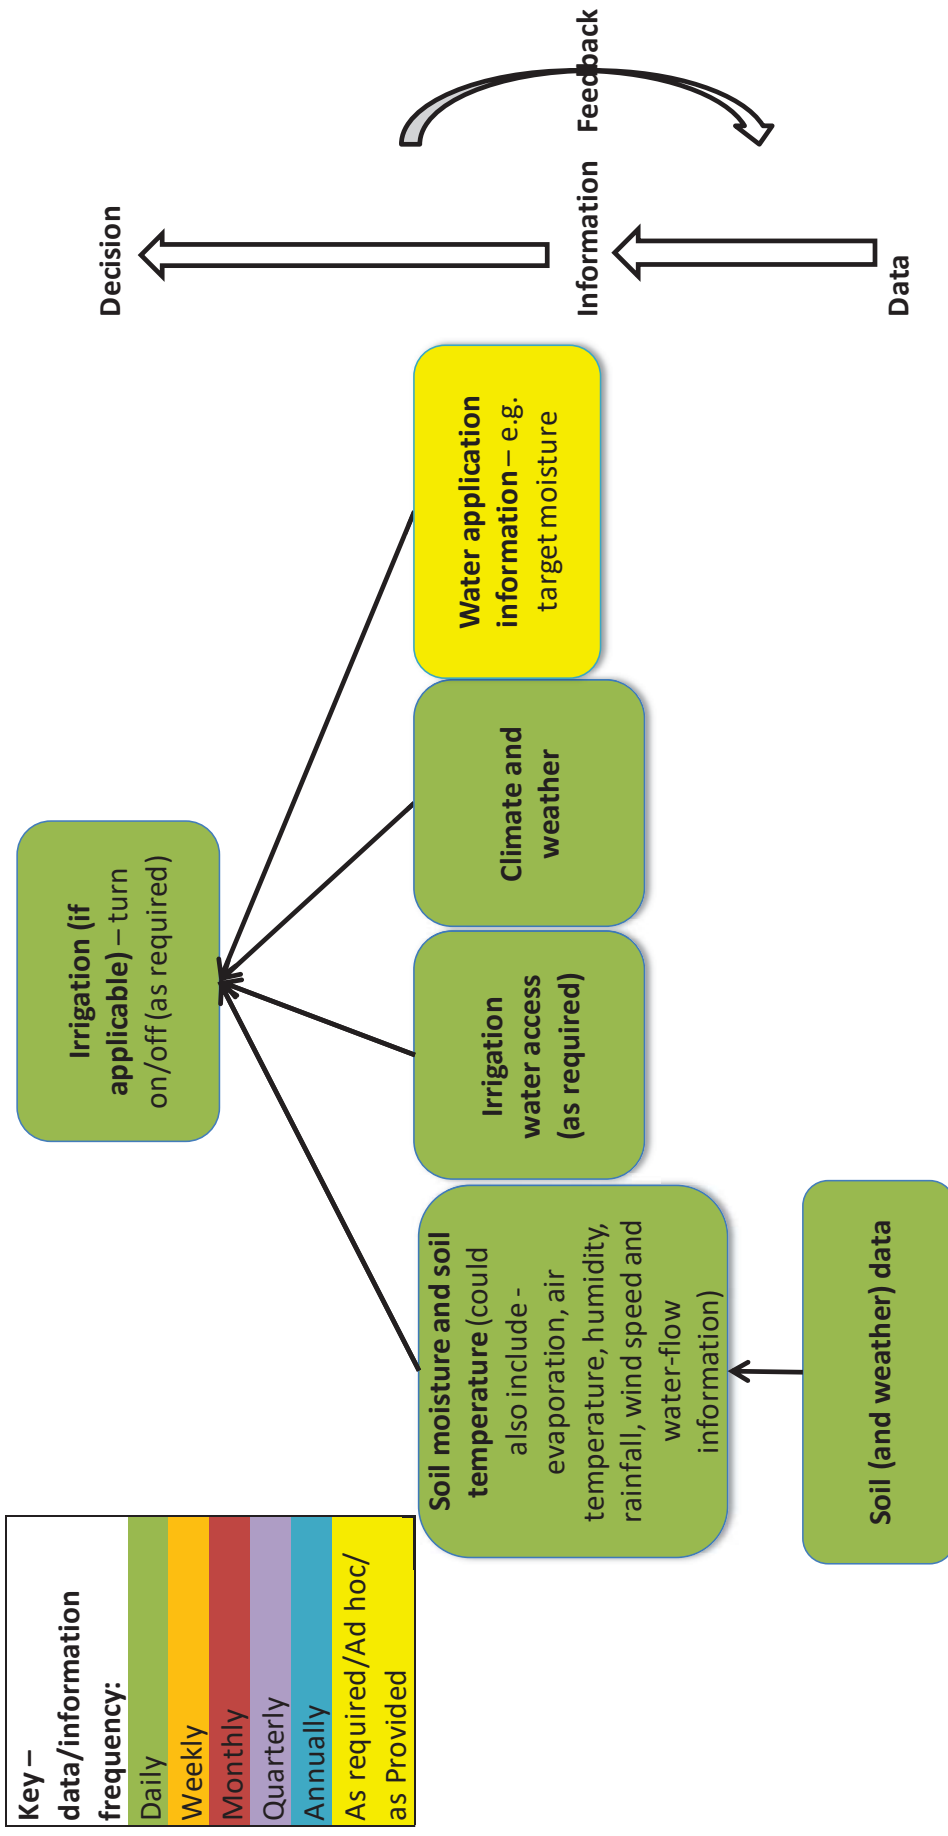 Key –
data/information
frequency:
Daily
Weekly
Monthly
Quarterly
Annually
As required/Ad hoc/
as Provided
Irrigation (if
applicable) – turn
on/off (as required)
Soil moisture and soil
temperature (could
also include -
evaporation, air
temperature, humidity,
rainfall, wind speed and
water-flow
information)
Irrigation
water access
(as required)
Climate and
weather
Water application
information – e.g.
target moisture
Soil (and weather) data
Decision
Information
Feedback
Data